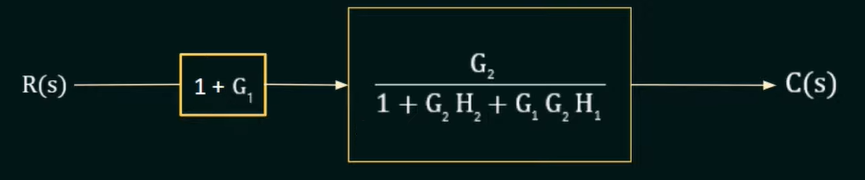 R(s)
1 + G₁
G₂
1 + G₂ H₂ + G₁ G₂ H₁
C(s)